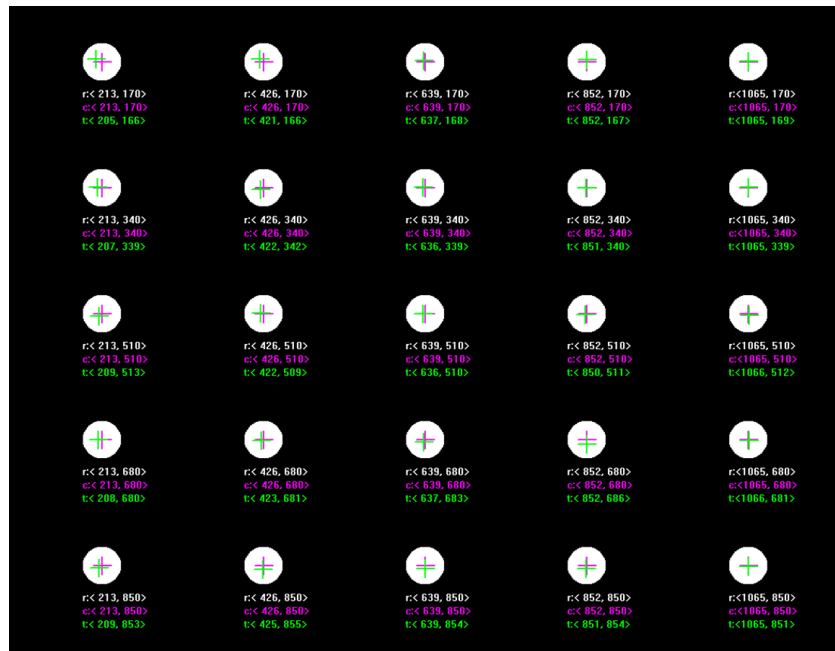 r:< 213, 170> r:< 426, 170> r:< 639, 170> r:< 852, 170> r:<1065, 170>
c:< 213, 170> c:< 426, 170> c:< 639, 170> c:< 852, 170> c:<1065, 170>
t:< 205, 166> t:< 421, 166> t:< 637, 168> t:< 852, 167> t:<1065, 169>
r:< 213, 340> r:< 426, 340> r:< 639, 340> r:< 852, 340> r:<1065, 340>
c:< 213, 340> c:< 426, 340> c:< 639, 340> c:< 852, 340> c:<1065, 340>
t:< 207, 339> t:< 422, 342> t:< 636, 339> t:< 851, 340> t:<1065, 339>
r:< 213, 510> r:< 426, 510> r:< 639, 510> r:< 852, 510> r:<1065, 510>
c:< 213, 510> c:< 426, 510> c:< 639, 510> c:< 852, 510> c:<1065, 510>
t:< 209, 513> t:< 422, 509> t:< 636, 510> t:< 850, 511> t:<1066, 512>
r:< 213, 680> r:< 426, 680> r:< 639, 680> r:< 852, 680> r:<1065, 680>
c:< 213, 680> c:< 426, 680> c:< 639, 680> c:< 852, 680> c:<1065, 680>
t:< 208, 680> t:< 423, 681> t:< 637, 683> t:< 852, 686> t:<1066, 681>
r:< 213, 850> r:< 426, 850> r:< 639, 850> r:< 852, 850> r:<1065, 850>
c:< 213, 850> c:< 426, 850> c:< 639, 850> c:< 852, 850> c:<1065, 850>
t:< 209, 853> t:< 425, 855> t:< 639, 854> t:< 851, 854> t:<1065, 851>